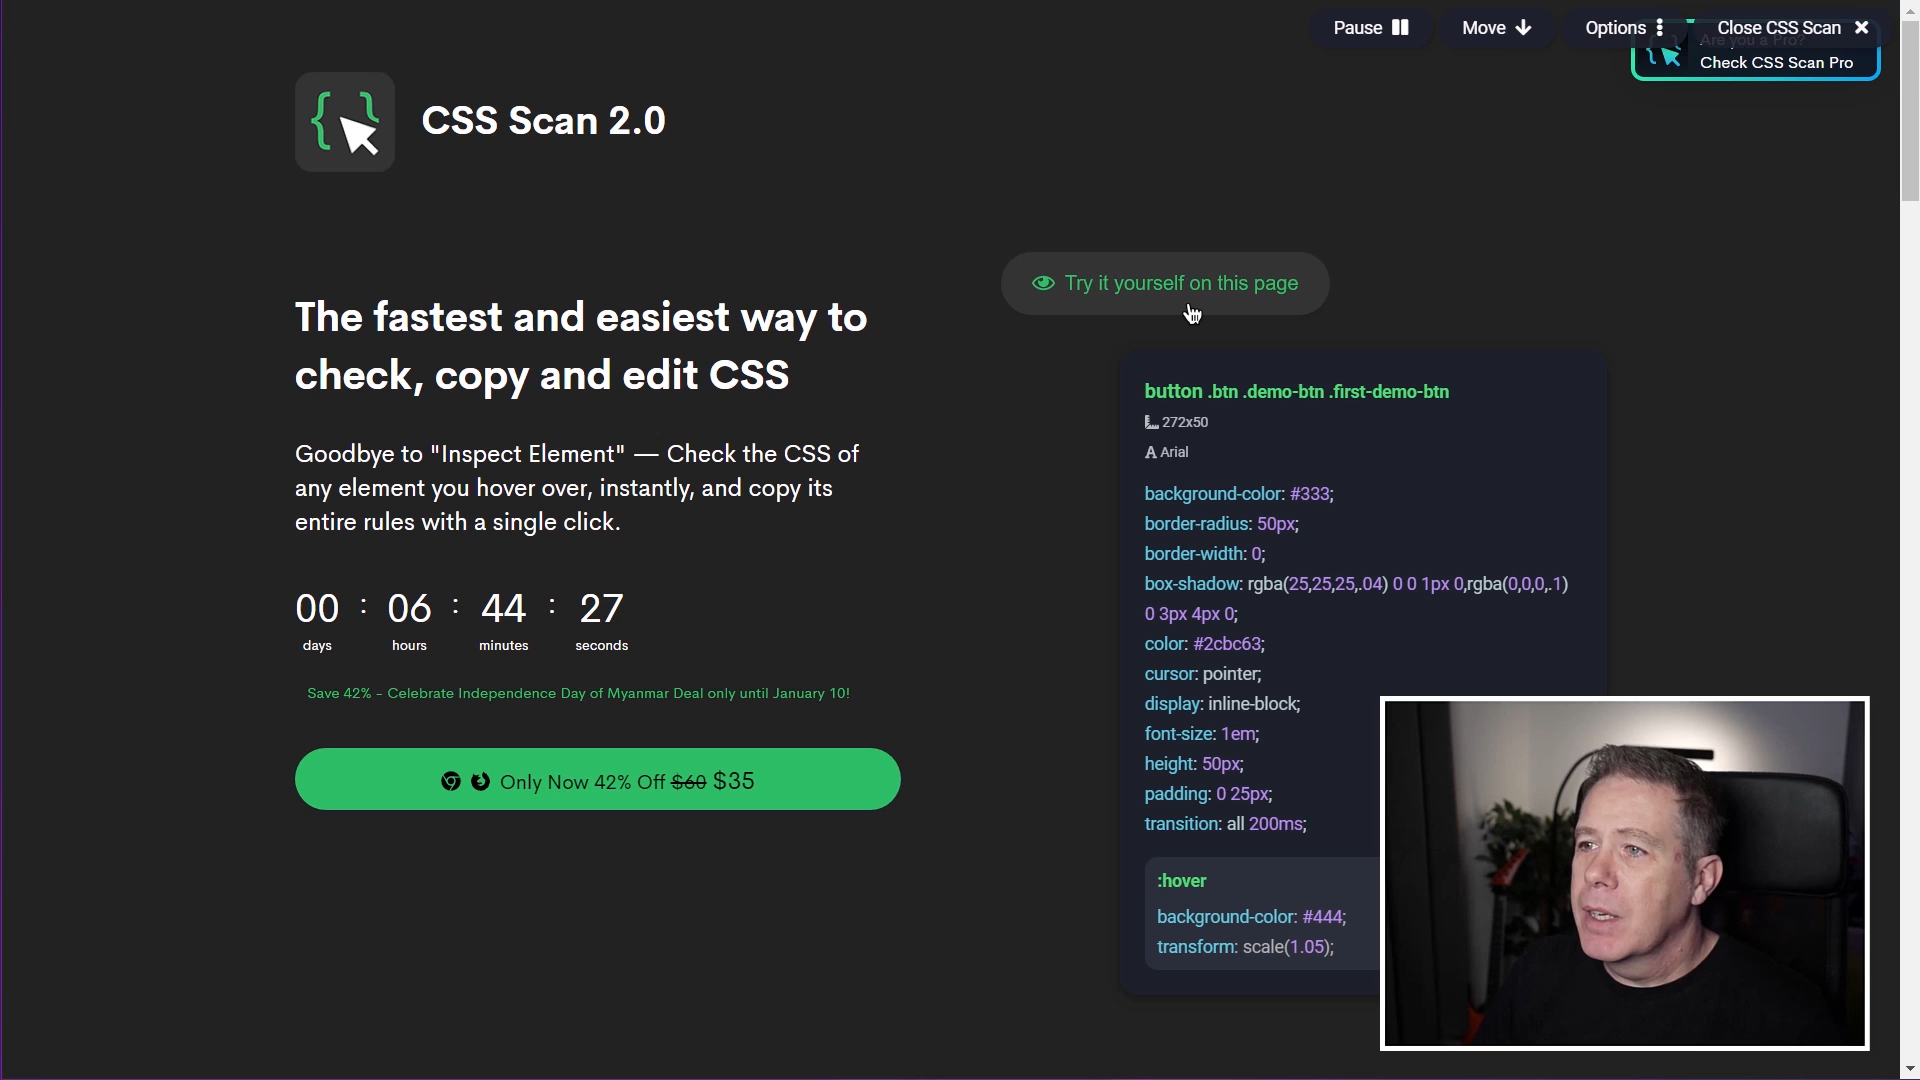 Pause
Move
Options
Close CSS Scan
Are you a Pro?
Check CSS Scan Pro
CSS Scan 2.0
Try it yourself on this page
The fastest and easiest way to
check, copy and edit CSS
Goodbye to "Inspect Element" — Check the CSS of
any element you hover over, instantly, and copy its
entire rules with a single click.
00 : 06 : 44 : 27
days hours minutes seconds
Save 42% - Celebrate Independence Day of Myanmar Deal only until January 10!
Only Now 42% Off $60 $35
button .btn .demo-btn .first-demo-btn
272x50
A Arial
background-color: #333;
border-radius: 50px;
border-width: 0;
box-shadow: rgba(25,25,25,.04) 0 0 1px 0,rgba(0,0,0,.1)
0 3px 4px 0;
color: #2cbc63;
cursor: pointer;
display: inline-block;
font-size: 1em;
height: 50px;
padding: 0 25px;
transition: all 200ms;
:hover
background-color: #444;
transform: scale(1.05);